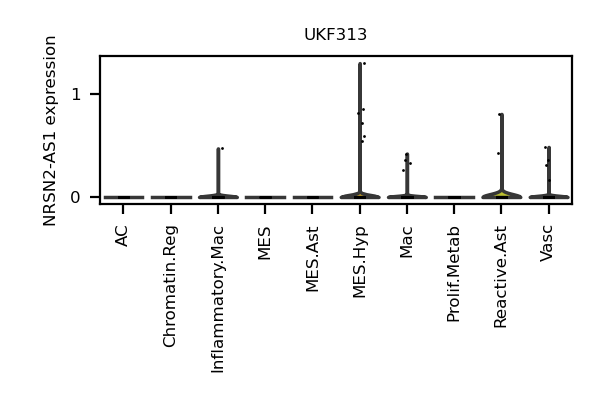 UKF313
NRSN2-AS1 expression
1
0
AC
Chromatin.Reg
Inflammatory.Mac
MES
MES.Ast
MES.Hyp
Mac
Prolif.Metab
Reactive.Ast
Vasc